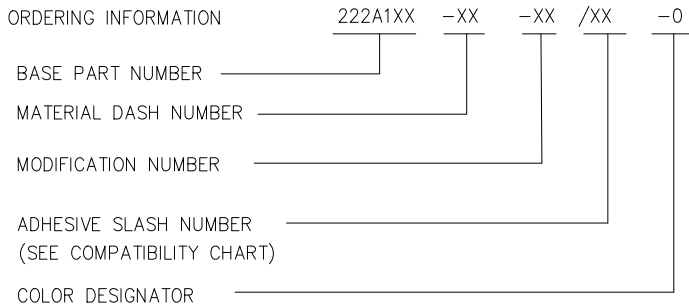 ORDERING INFORMATION 222A1XX -XX -XX /XX -0
BASE PART NUMBER
MATERIAL DASH NUMBER
MODIFICATION NUMBER
ADHESIVE SLASH NUMBER
(SEE COMPATIBILITY CHART)
COLOR DESIGNATOR